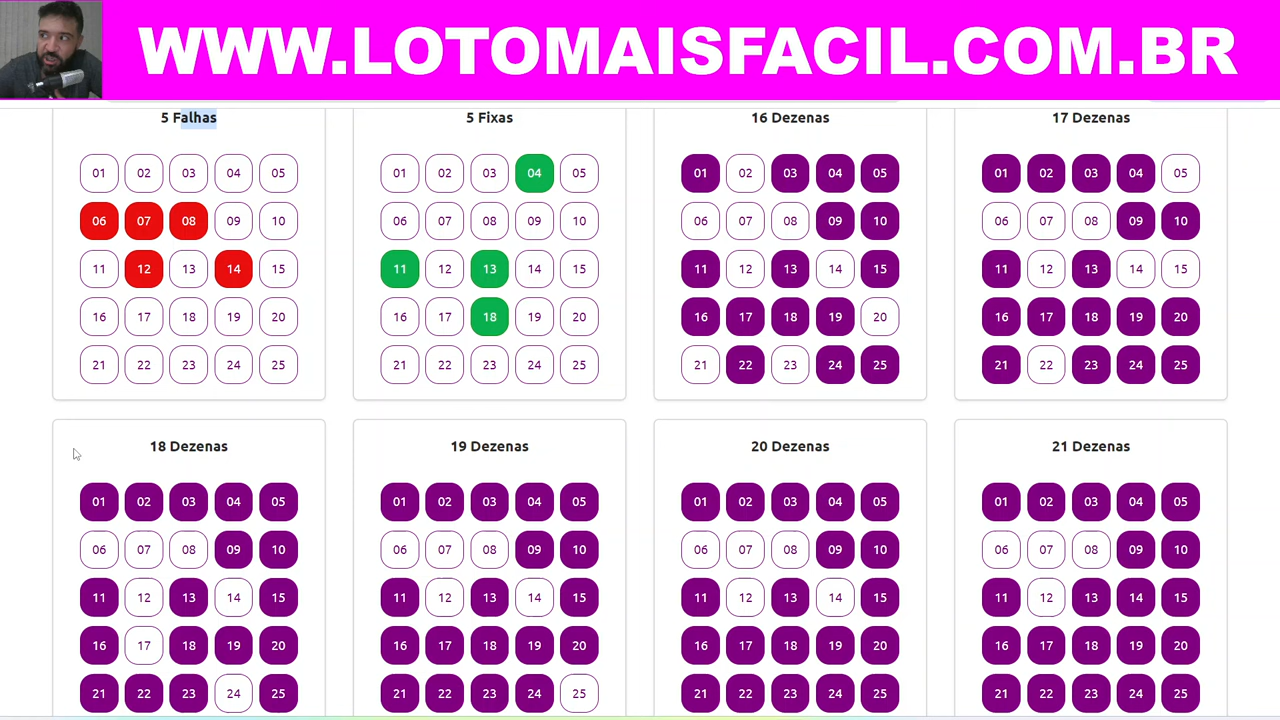 WWW.LOTOMAISFACIL.COM.BR
5 Falhas
01 02 03 04 05
06 07 08 09 10
11 12 13 14 15
16 17 18 19 20
21 22 23 24 25
5 Fixas
01 02 03 04 05
06 07 08 09 10
11 12 13 14 15
16 17 18 19 20
21 22 23 24 25
16 Dezenas
01 02 03 04 05
06 07 08 09 10
11 12 13 14 15
16 17 18 19 20
21 22 23 24 25
17 Dezenas
01 02 03 04 05
06 07 08 09 10
11 12 13 14 15
16 17 18 19 20
21 22 23 24 25
18 Dezenas
01 02 03 04 05
06 07 08 09 10
11 12 13 14 15
16 17 18 19 20
21 22 23 24 25
19 Dezenas
01 02 03 04 05
06 07 08 09 10
11 12 13 14 15
16 17 18 19 20
21 22 23 24 25
20 Dezenas
01 02 03 04 05
06 07 08 09 10
11 12 13 14 15
16 17 18 19 20
21 22 23 24 25
21 Dezenas
01 02 03 04 05
06 07 08 09 10
11 12 13 14 15
16 17 18 19 20
21 22 23 24 25